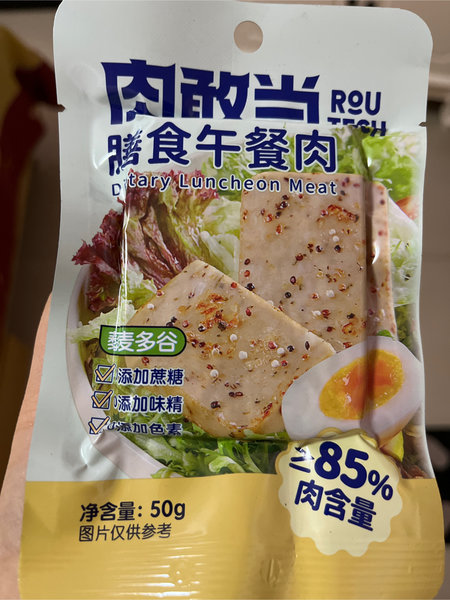 肉敢当
ROU
膳食午餐肉
Luncheon Meat
藜多谷
添加蔗糖
添加味精
添加色素
≥85%
肉含量
净含量: 50g
图片仅供参考